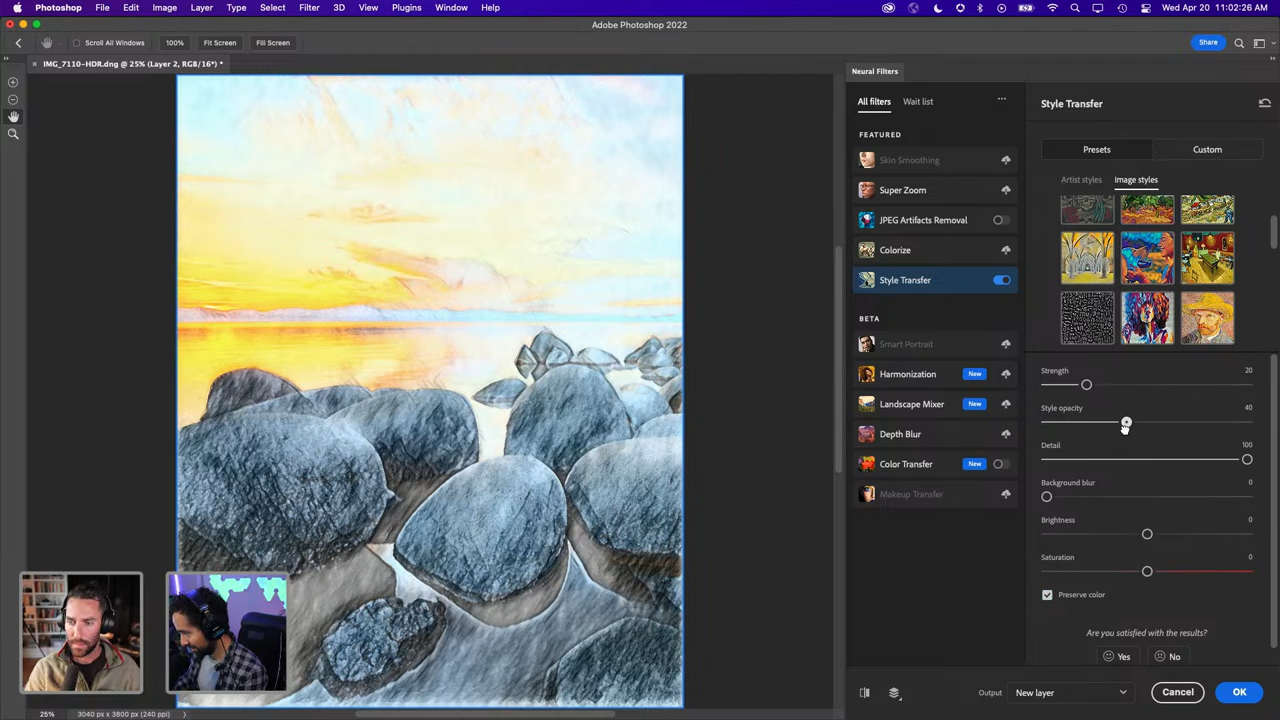 Photoshop File Edit Image Layer Type Select Filter 3D View Plugins Window Help Wed Apr 20 11:02:26 AM
Adobe Photoshop 2022
Scroll All Windows 100% Fit Screen Fill Screen Share
IMG_7110-HDR.dng @ 25% (Layer 2, RGB/16*) *
Neural Filters
All filters Wait list
Style Transfer
FEATURED
Presets Custom
Skin Smoothing
Artist styles Image styles
Super Zoom
JPEG Artifacts Removal
Colorize
Style Transfer
BETA
Smart Portrait
Harmonization New
Landscape Mixer New
Depth Blur
Color Transfer New
Makeup Transfer
Strength 20
Style opacity 40
Detail 100
Background blur 0
Brightness 0
Saturation 0
Preserve color
Are you satisfied with the results?
Yes No
Output New layer Cancel OK
25% 3040 px x 3800 px (240 ppi)